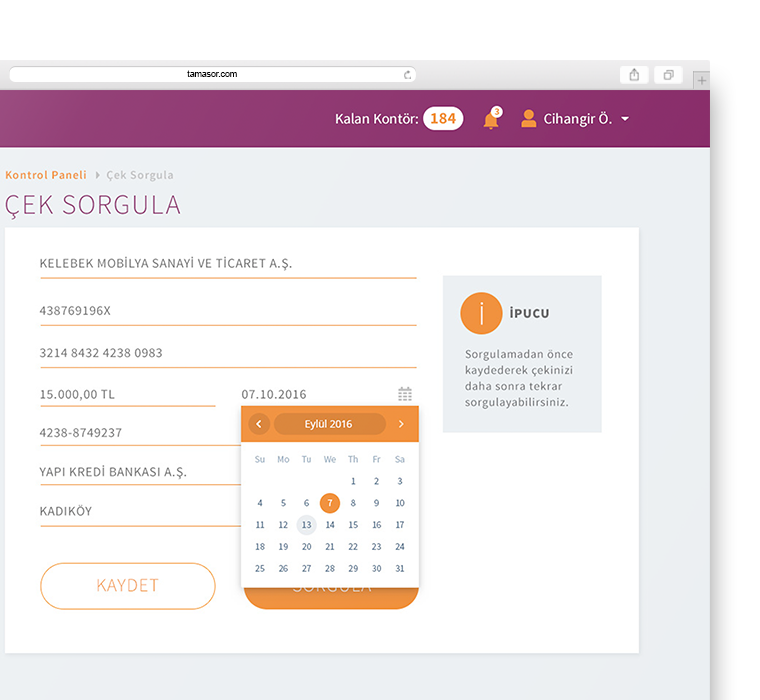 tamasor.com
Kalan Kontör: 184 3 Cihangir Ö.
Kontrol Paneli Çek Sorgula
ÇEK SORGULA
KELEBEK MOBİLYA SANAYİ VE TİCARET A.Ş.
438769196X
3214 8432 4238 0983
15.000,00 TL 07.10.2016
4238-8749237
YAPI KREDİ BANKASI A.Ş.
KADIKÖY
Eylül 2016
Su Mo Tu We Th Fr Sa
1 2 3
4 5 6 7 8 9 10
11 12 13 14 15 16 17
18 19 20 21 22 23 24
25 26 27 28 29 30 31
KAYDET SORGULA
i İPUCU
Sorgulamadan önce
kaydederek çekinizi
daha sonra tekrar
sorgulayabilirsiniz.